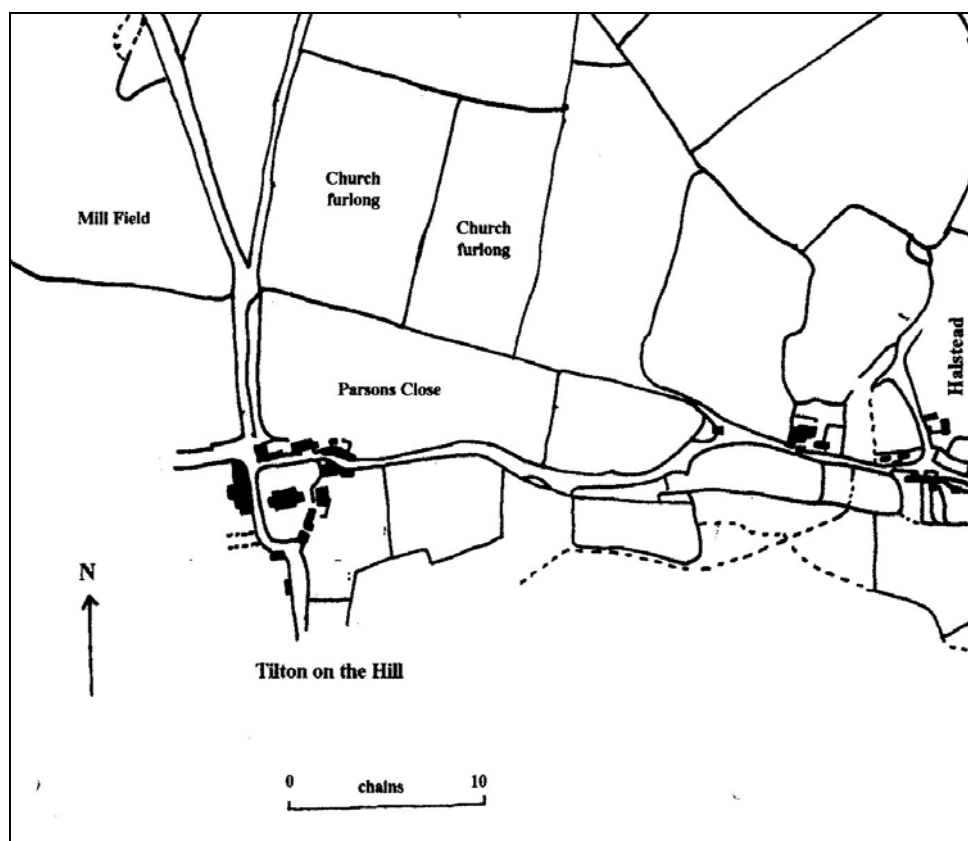 Church
furlong
Mill Field
Church
furlong
Halstead
Parsons Close
N
Tilton on the Hill
0 chains 10